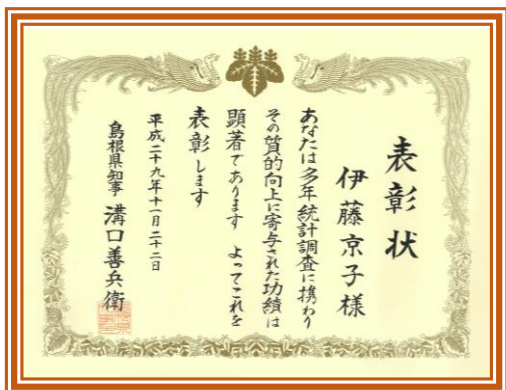 表彰状
伊藤京子様
あなたは多年統計調査に携わり
その質的向上に寄与された功績は
顕著であります よってこれを
表彰します
平成二十九年十一月二十二日
島根県知事 溝口善兵衛